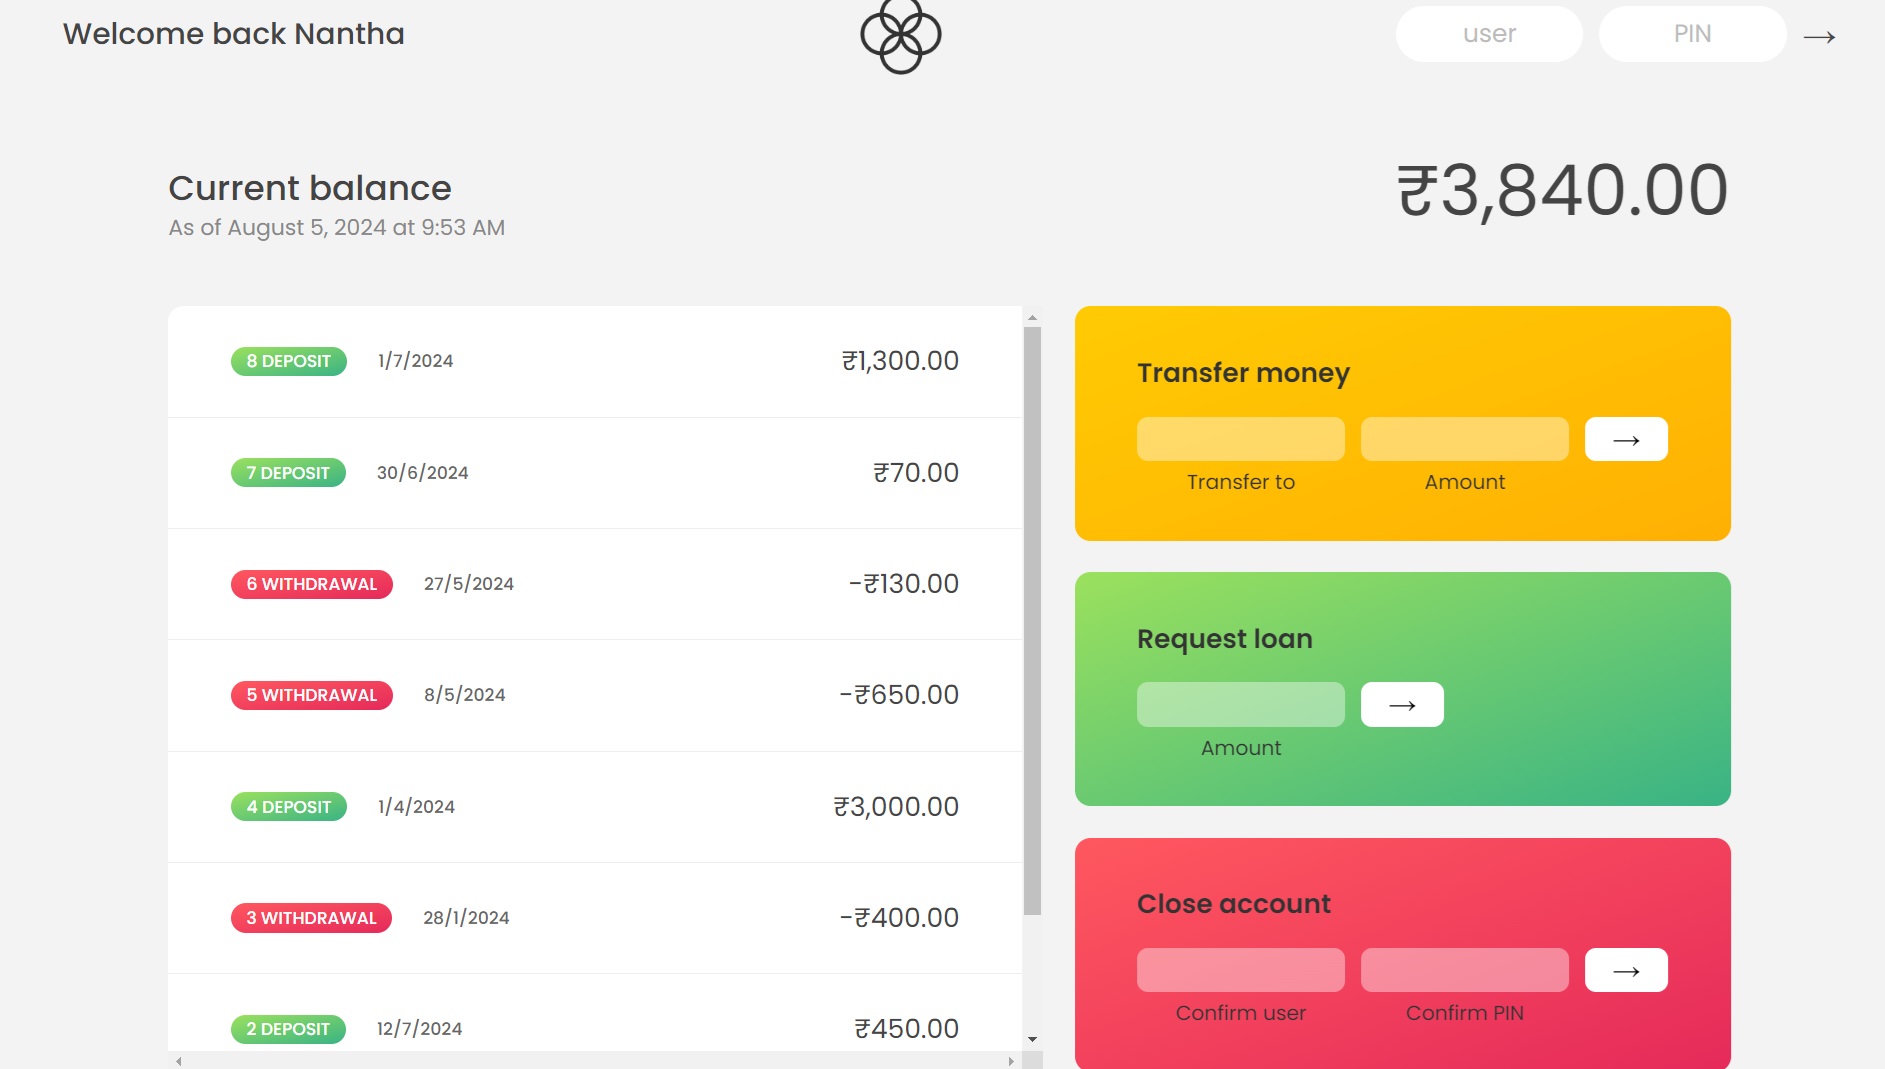 Welcome back Nantha
user
PIN
→
Current balance
As of August 5, 2024 at 9:53 AM
₹3,840.00
8 DEPOSIT 1/7/2024 ₹1,300.00
7 DEPOSIT 30/6/2024 ₹70.00
6 WITHDRAWAL 27/5/2024 -₹130.00
5 WITHDRAWAL 8/5/2024 -₹650.00
4 DEPOSIT 1/4/2024 ₹3,000.00
3 WITHDRAWAL 28/1/2024 -₹400.00
2 DEPOSIT 12/7/2024 ₹450.00
Transfer money
→
Transfer to Amount
Request loan
→
Amount
Close account
→
Confirm user Confirm PIN